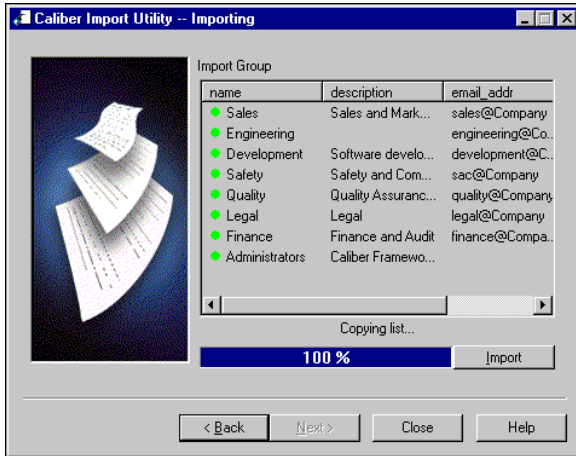 Caliber Import Utility -- Importing
Import Group
name description email_addr
Sales Sales and Mark... sales@Company
Engineering engineering@Co...
Development Software develo... development@C...
Safety Safety and Com... sac@Company
Quality Quality Assuranc... quality@Company
Legal Legal legal@Company
Finance Finance and Audit finance@Compa...
Administrators Caliber Framewo...
Copying list...
100 % Import
< Back Next > Close Help